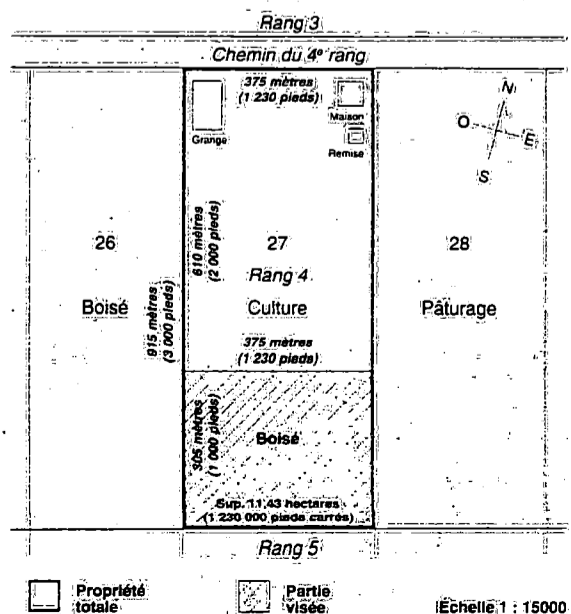 Rang 3
Chemin du 4e rang
375 mètres
(1 230 pieds)
Grange
Maison
Remise
N
O
E
S
26
Boisé
915 mètres
(3 000 pieds)
610 mètres
(2 000 pieds)
27
Rang 4
Culture
375 mètres
(1 230 pieds)
28
Pâturage
305 mètres
(1 000 pieds)
Boisé
Sup. 11,43 hectares
(1 230 000 pieds carrés)
Rang 5
Propriété
totale
Partie
visée
Echelle 1 : 15000